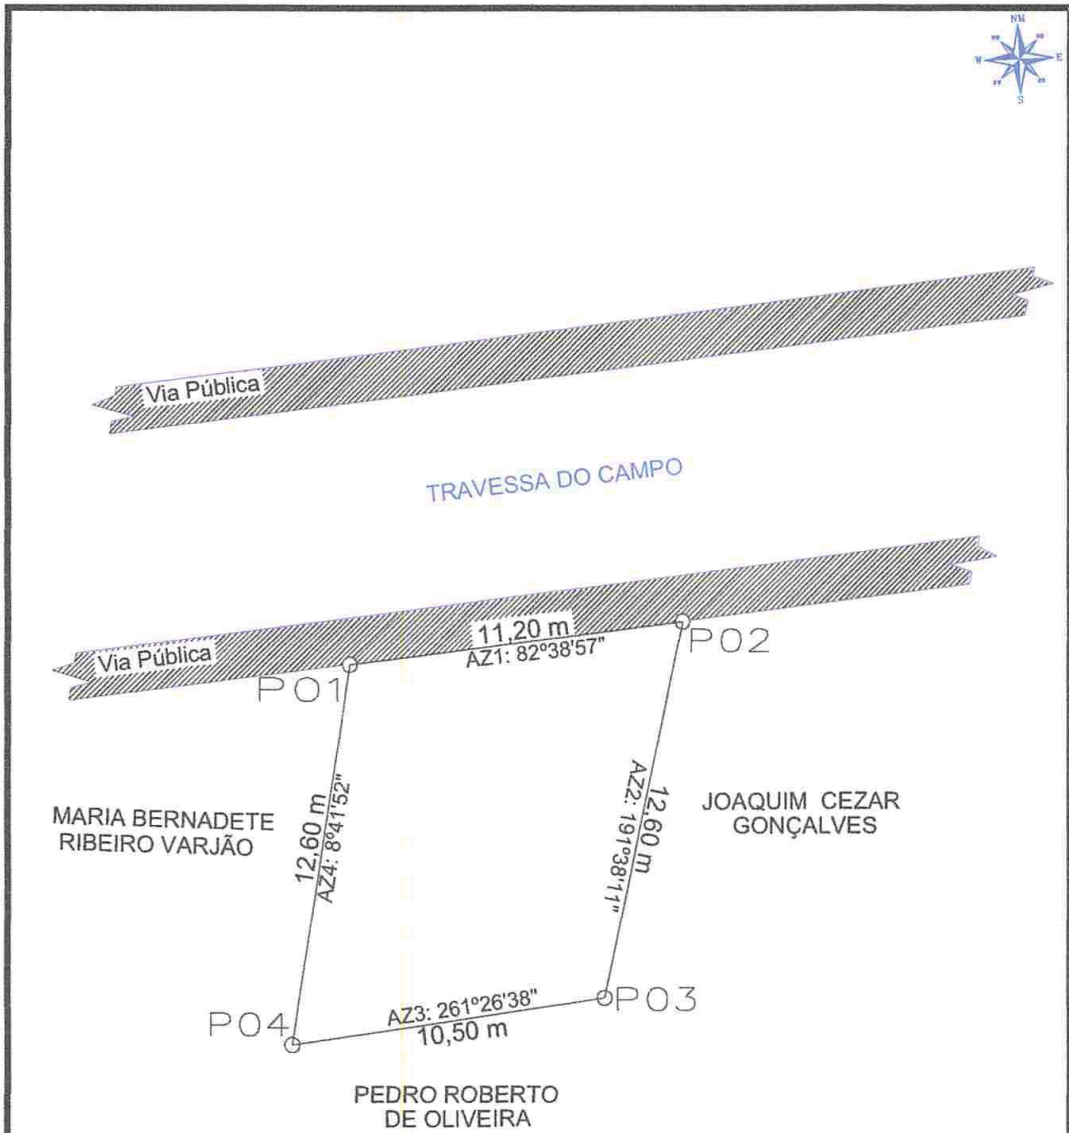 NM
W
E
S
Via Pública
TRAVESSA DO CAMPO
Via Pública
11,20 m
AZ1: 82°38'57"
P01
P02
MARIA BERNADETE
RIBEIRO VARJÃO
12,60 m
AZ4: 8°41'52"
12,60 m
AZ2: 191°38'11"
JOAQUIM CEZAR
GONÇALVES
P04
AZ3: 261°26'38"
10,50 m
P03
PEDRO ROBERTO
DE OLIVEIRA